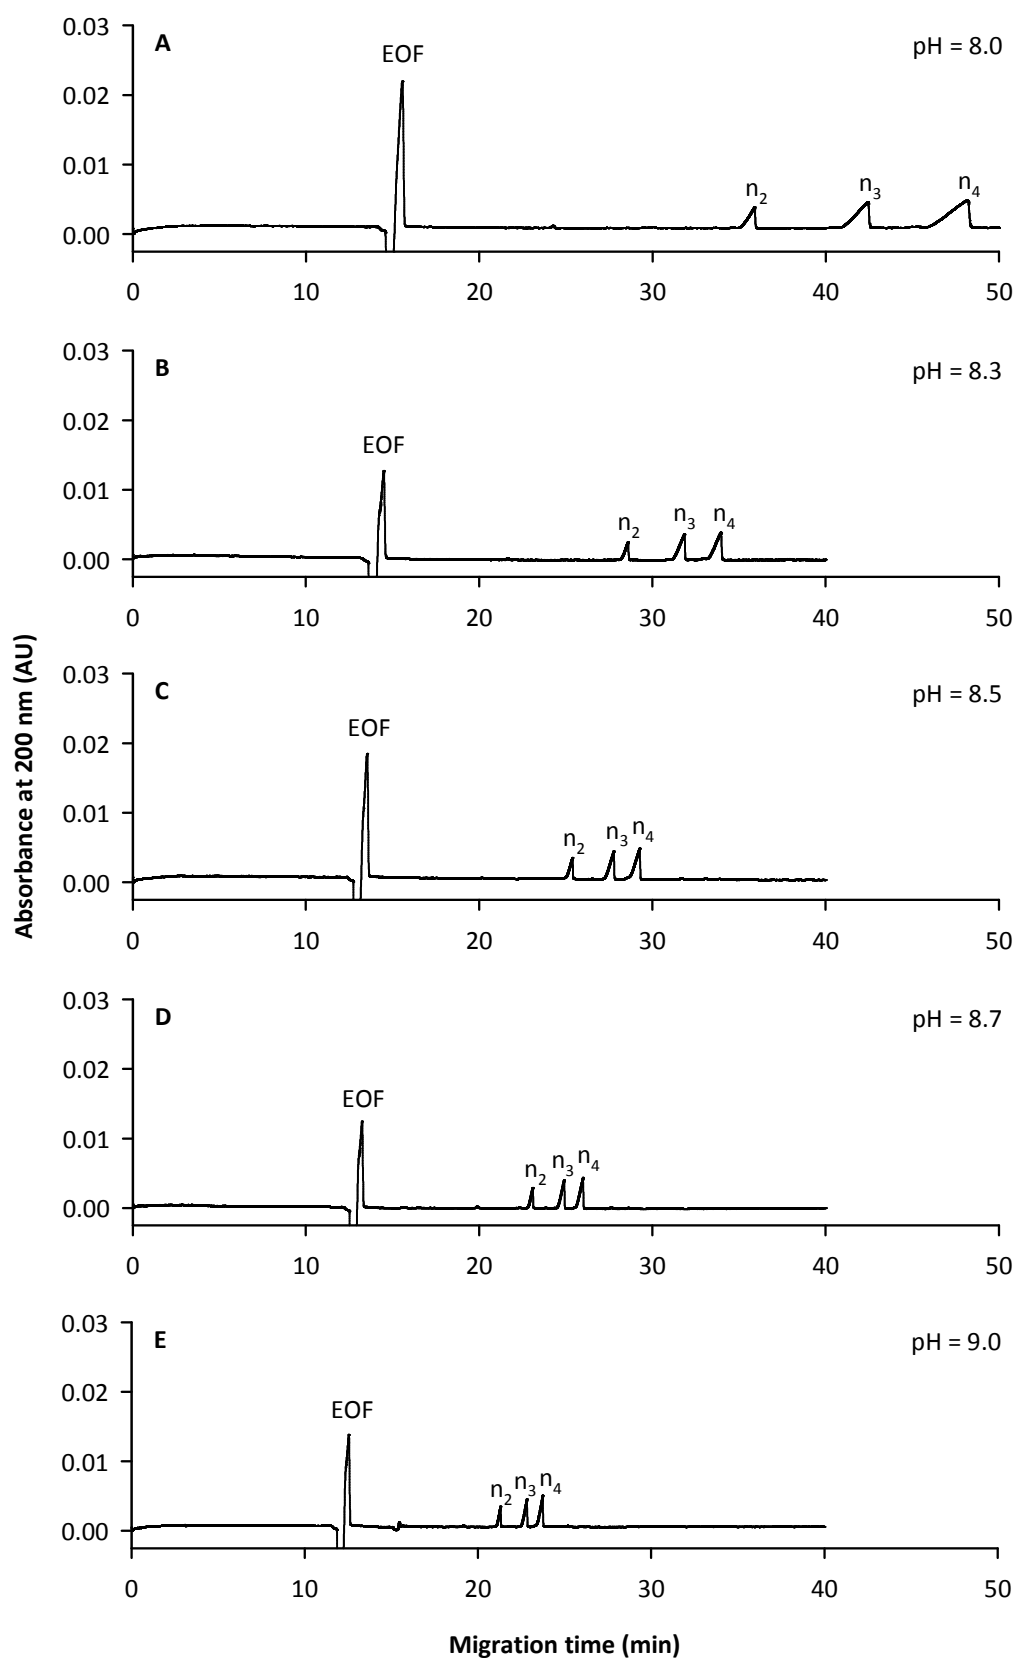 A
pH = 8.0
EOF
n2 n3 n4
0.03
0.02
0.01
0.00
0 10 20 30 40 50
B
pH = 8.3
EOF
n2 n3 n4
0.03
0.02
0.01
0.00
0 10 20 30 40 50
C
pH = 8.5
EOF
n2 n3 n4
0.03
0.02
0.01
0.00
0 10 20 30 40 50
D
pH = 8.7
EOF
n2 n3 n4
0.03
0.02
0.01
0.00
0 10 20 30 40 50
E
pH = 9.0
EOF
n2 n3 n4
0.03
0.02
0.01
0.00
0 10 20 30 40 50
Absorbance at 200 nm (AU)
Migration time (min)